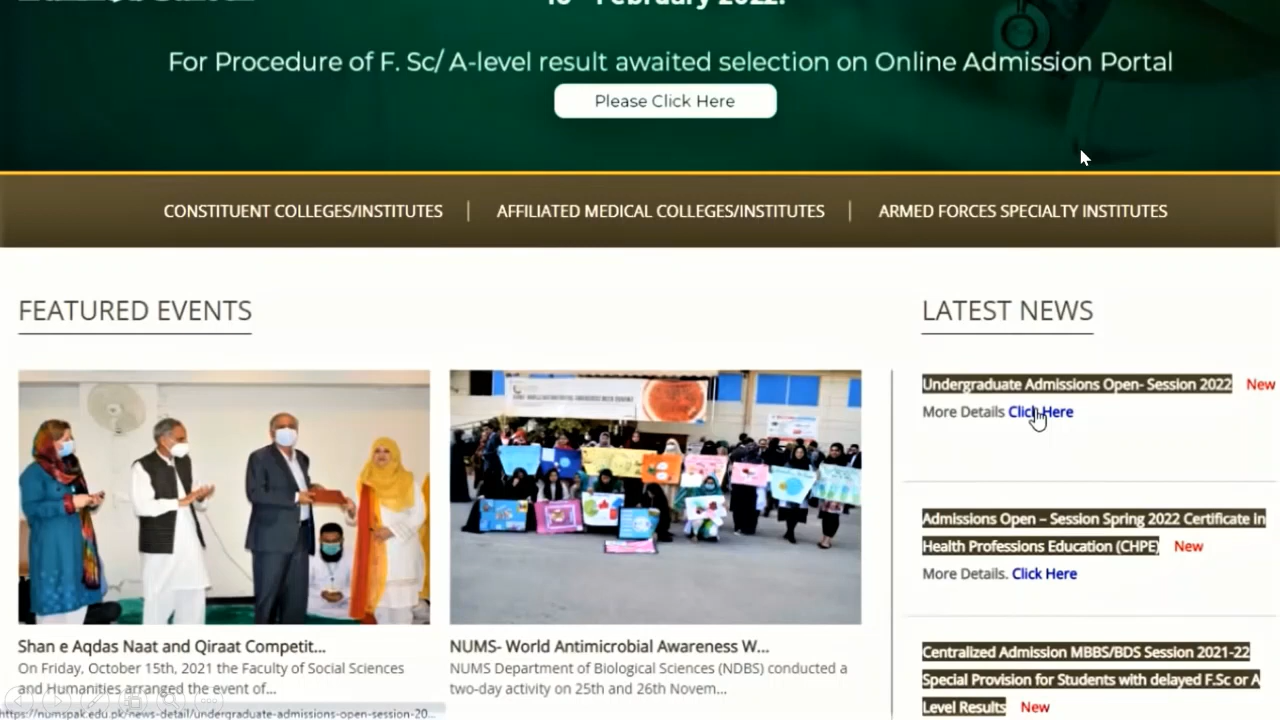 February 2022.
For Procedure of F. Sc/ A-level result awaited selection on Online Admission Portal
Please Click Here
CONSTITUENT COLLEGES/INSTITUTES | AFFILIATED MEDICAL COLLEGES/INSTITUTES | ARMED FORCES SPECIALTY INSTITUTES
FEATURED EVENTS
Shan e Aqdas Naat and Qiraat Competit...
On Friday, October 15th, 2021 the Faculty of Social Sciences
and Humanities arranged the event of...
NUMS- World Antimicrobial Awareness W...
NUMS Department of Biological Sciences (NDBS) conducted a
two-day activity on 25th and 26th Novem...
LATEST NEWS
Undergraduate Admissions Open- Session 2022 New
More Details Click Here
Admissions Open – Session Spring 2022 Certificate in
Health Professions Education (CHPE) New
More Details. Click Here
Centralized Admission MBBS/BDS Session 2021-22
Special Provision for Students with delayed F.Sc or A
Level Results New
https://numspak.edu.pk/news-detail/undergraduate-admissions-open-session-20...